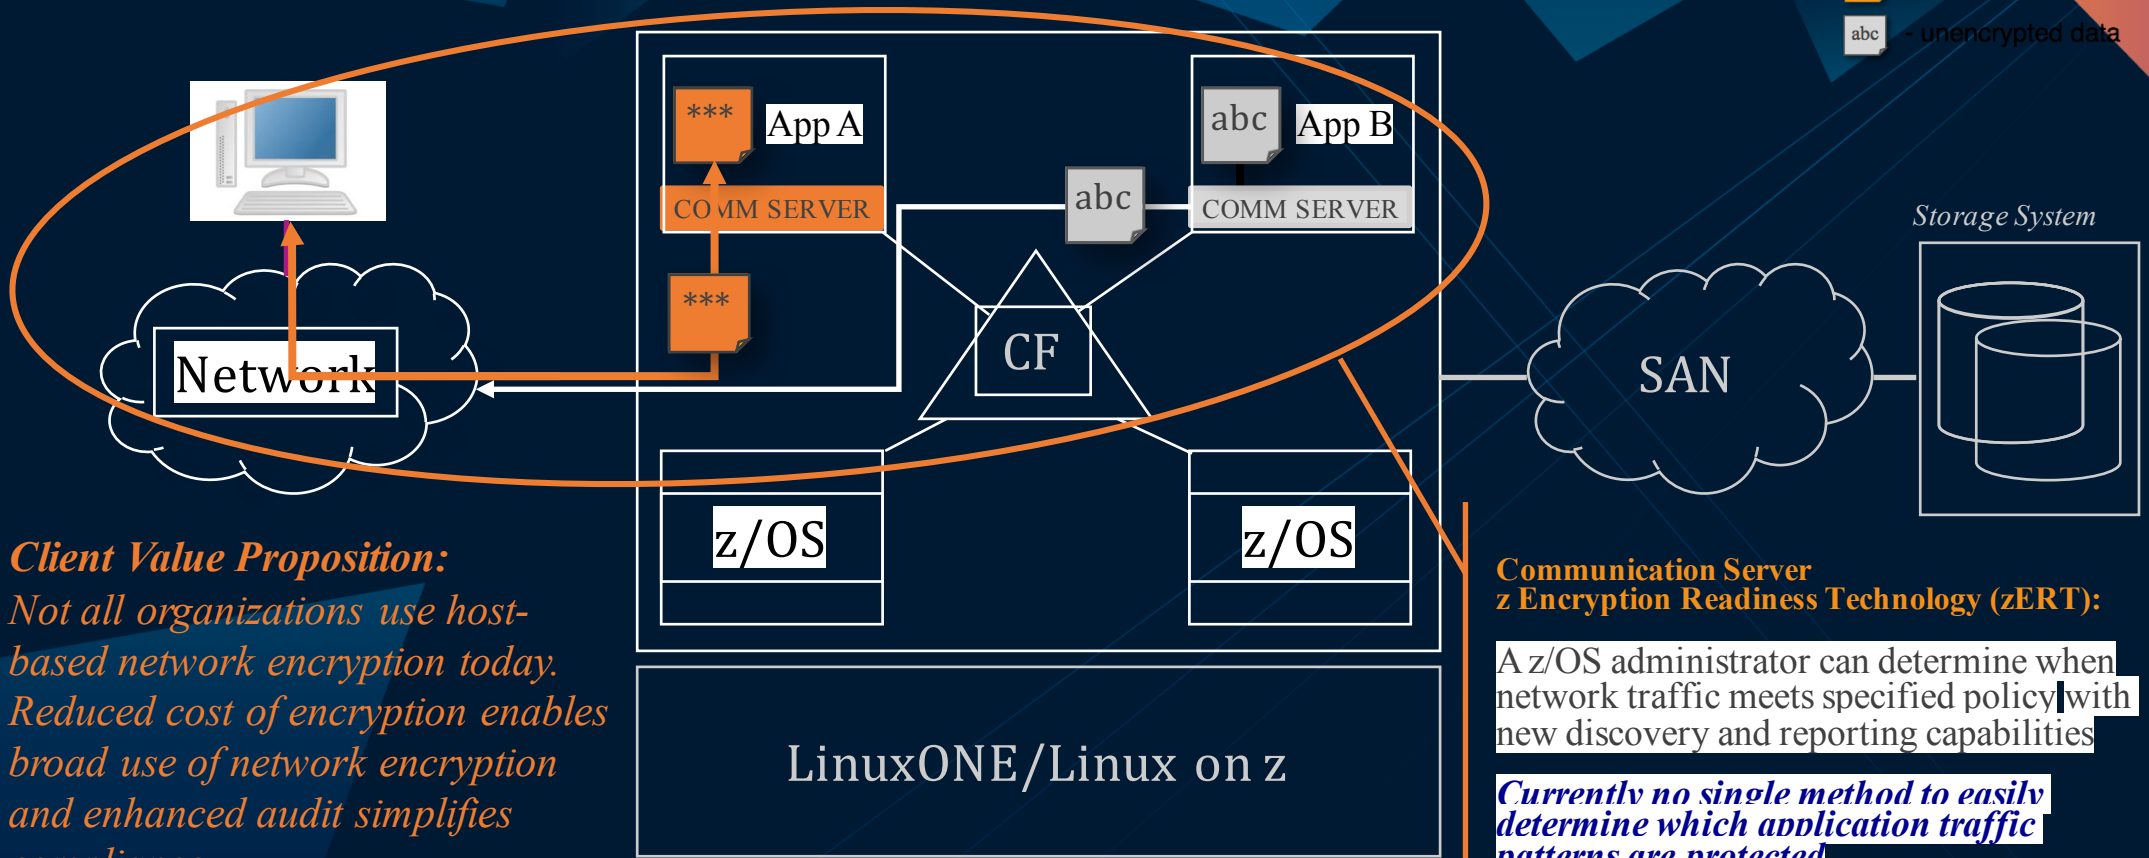 abc - unencrypted data
*** App A
abc App B
COMM SERVER
abc
COMM SERVER
Storage System
***
Network
CF
SAN
z/OS
z/OS
LinuxONE/Linux on z
Client Value Proposition:
Not all organizations use host-
based network encryption today.
Reduced cost of encryption enables
broad use of network encryption
and enhanced audit simplifies
Communication Server
z Encryption Readiness Technology (zERT):
A z/OS administrator can determine when
network traffic meets specified policy with
new discovery and reporting capabilities
Currently no single method to easily
determine which application traffic
patterns are protected